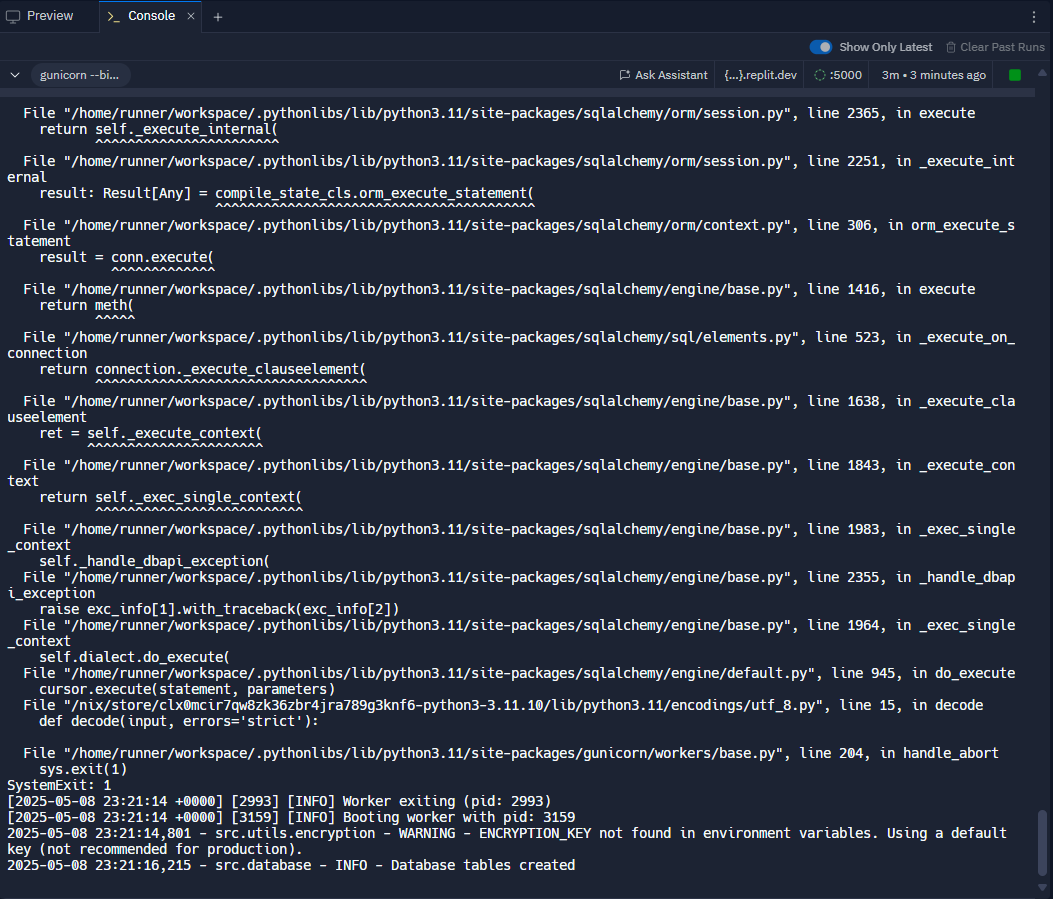 Preview
Console
Show Only Latest
Clear Past Runs
gunicorn --bi...
Ask Assistant
{...}.replit.dev
:5000
3m • 3 minutes ago
  File "/home/runner/workspace/.pythonlibs/lib/python3.11/site-packages/sqlalchemy/orm/session.py", line 2365, in execute
    return self._execute_internal(
           ^^^^^^^^^^^^^^^^^^^^^^^
  File "/home/runner/workspace/.pythonlibs/lib/python3.11/site-packages/sqlalchemy/orm/session.py", line 2251, in _execute_int
ernal
    result: Result[Any] = compile_state_cls.orm_execute_statement(
                          ^^^^^^^^^^^^^^^^^^^^^^^^^^^^^^^^^^^^^^^^
  File "/home/runner/workspace/.pythonlibs/lib/python3.11/site-packages/sqlalchemy/orm/context.py", line 306, in orm_execute_s
tatement
    result = conn.execute(
             ^^^^^^^^^^^^^
  File "/home/runner/workspace/.pythonlibs/lib/python3.11/site-packages/sqlalchemy/engine/base.py", line 1416, in execute
    return meth(
           ^^^^^
  File "/home/runner/workspace/.pythonlibs/lib/python3.11/site-packages/sqlalchemy/sql/elements.py", line 523, in _execute_on_
connection
    return connection._execute_clauseelement(
           ^^^^^^^^^^^^^^^^^^^^^^^^^^^^^^^^^^
  File "/home/runner/workspace/.pythonlibs/lib/python3.11/site-packages/sqlalchemy/engine/base.py", line 1638, in _execute_cla
useelement
    ret = self._execute_context(
          ^^^^^^^^^^^^^^^^^^^^^^
  File "/home/runner/workspace/.pythonlibs/lib/python3.11/site-packages/sqlalchemy/engine/base.py", line 1843, in _execute_con
text
    return self._exec_single_context(
           ^^^^^^^^^^^^^^^^^^^^^^^^^^
  File "/home/runner/workspace/.pythonlibs/lib/python3.11/site-packages/sqlalchemy/engine/base.py", line 1983, in _exec_single
_context
    self._handle_dbapi_exception(
  File "/home/runner/workspace/.pythonlibs/lib/python3.11/site-packages/sqlalchemy/engine/base.py", line 2355, in _handle_dbap
i_exception
    raise exc_info[1].with_traceback(exc_info[2])
  File "/home/runner/workspace/.pythonlibs/lib/python3.11/site-packages/sqlalchemy/engine/base.py", line 1964, in _exec_single
_context
    self.dialect.do_execute(
  File "/home/runner/workspace/.pythonlibs/lib/python3.11/site-packages/sqlalchemy/engine/default.py", line 945, in do_execute
    cursor.execute(statement, parameters)
  File "/nix/store/clx0mcir7qw8zk36zbr4jra789g3knf6-python3-3.11.10/lib/python3.11/encodings/utf_8.py", line 15, in decode
    def decode(input, errors='strict'):
  File "/home/runner/workspace/.pythonlibs/lib/python3.11/site-packages/gunicorn/workers/base.py", line 204, in handle_abort
    sys.exit(1)
SystemExit: 1
[2025-05-08 23:21:14 +0000] [2993] [INFO] Worker exiting (pid: 2993)
[2025-05-08 23:21:14 +0000] [3159] [INFO] Booting worker with pid: 3159
2025-05-08 23:21:14,801 - src.utils.encryption - WARNING - ENCRYPTION_KEY not found in environment variables. Using a default
key (not recommended for production).
2025-05-08 23:21:16,215 - src.database - INFO - Database tables created